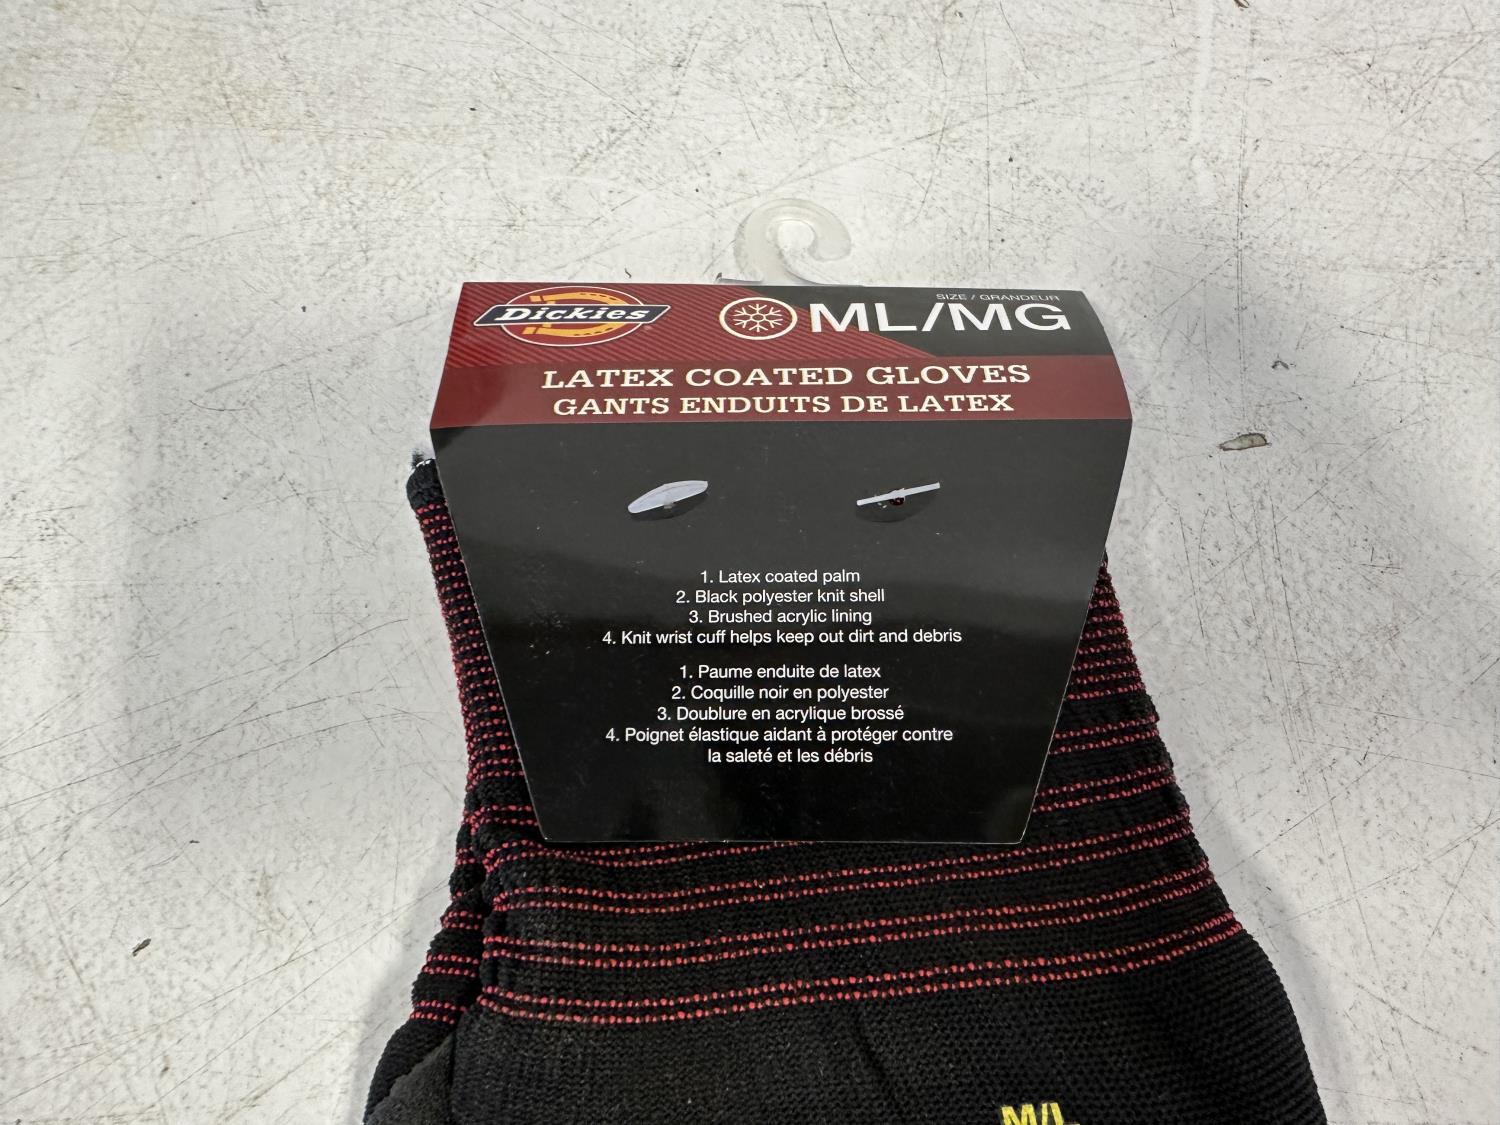 Dickies
SIZE / GRANDEUR
ML/MG
LATEX COATED GLOVES
GANTS ENDUITS DE LATEX
1. Latex coated palm
2. Black polyester knit shell
3. Brushed acrylic lining
4. Knit wrist cuff helps keep out dirt and debris
1. Paume enduite de latex
2. Coquille noir en polyester
3. Doublure en acrylique brossé
4. Poignet élastique aidant à protéger contre
la saleté et les débris
M/L